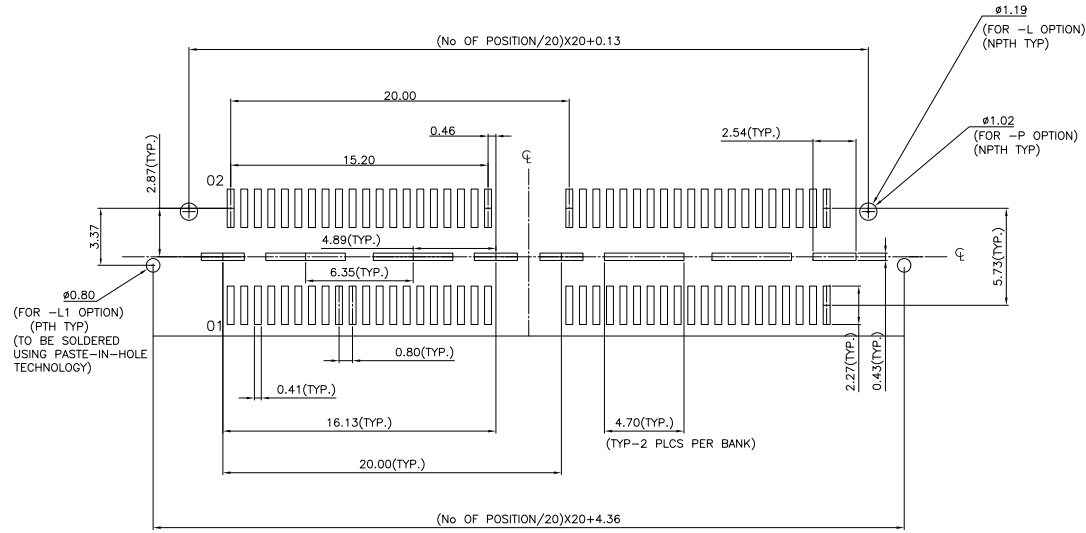 ø1.19
(FOR -L OPTION)
(NPTH TYP)
(No OF POSITION/20)X20+0.13
20.00
ø1.02
(FOR -P OPTION)
(NPTH TYP)
0.46
2.54(TYP.)
15.20
2.87(TYP.)
02
3.37
4.89(TYP.)
6.35(TYP.)
5.73(TYP.)
ø0.80
(FOR -L1 OPTION)
(PTH TYP)
(TO BE SOLDERED
USING PASTE-IN-HOLE
TECHNOLOGY)
01
0.80(TYP.)
2.27(TYP.)
0.43(TYP.)
0.41(TYP.)
16.13(TYP.)
4.70(TYP.)
(TYP-2 PLCS PER BANK)
20.00(TYP.)
(No OF POSITION/20)X20+4.36